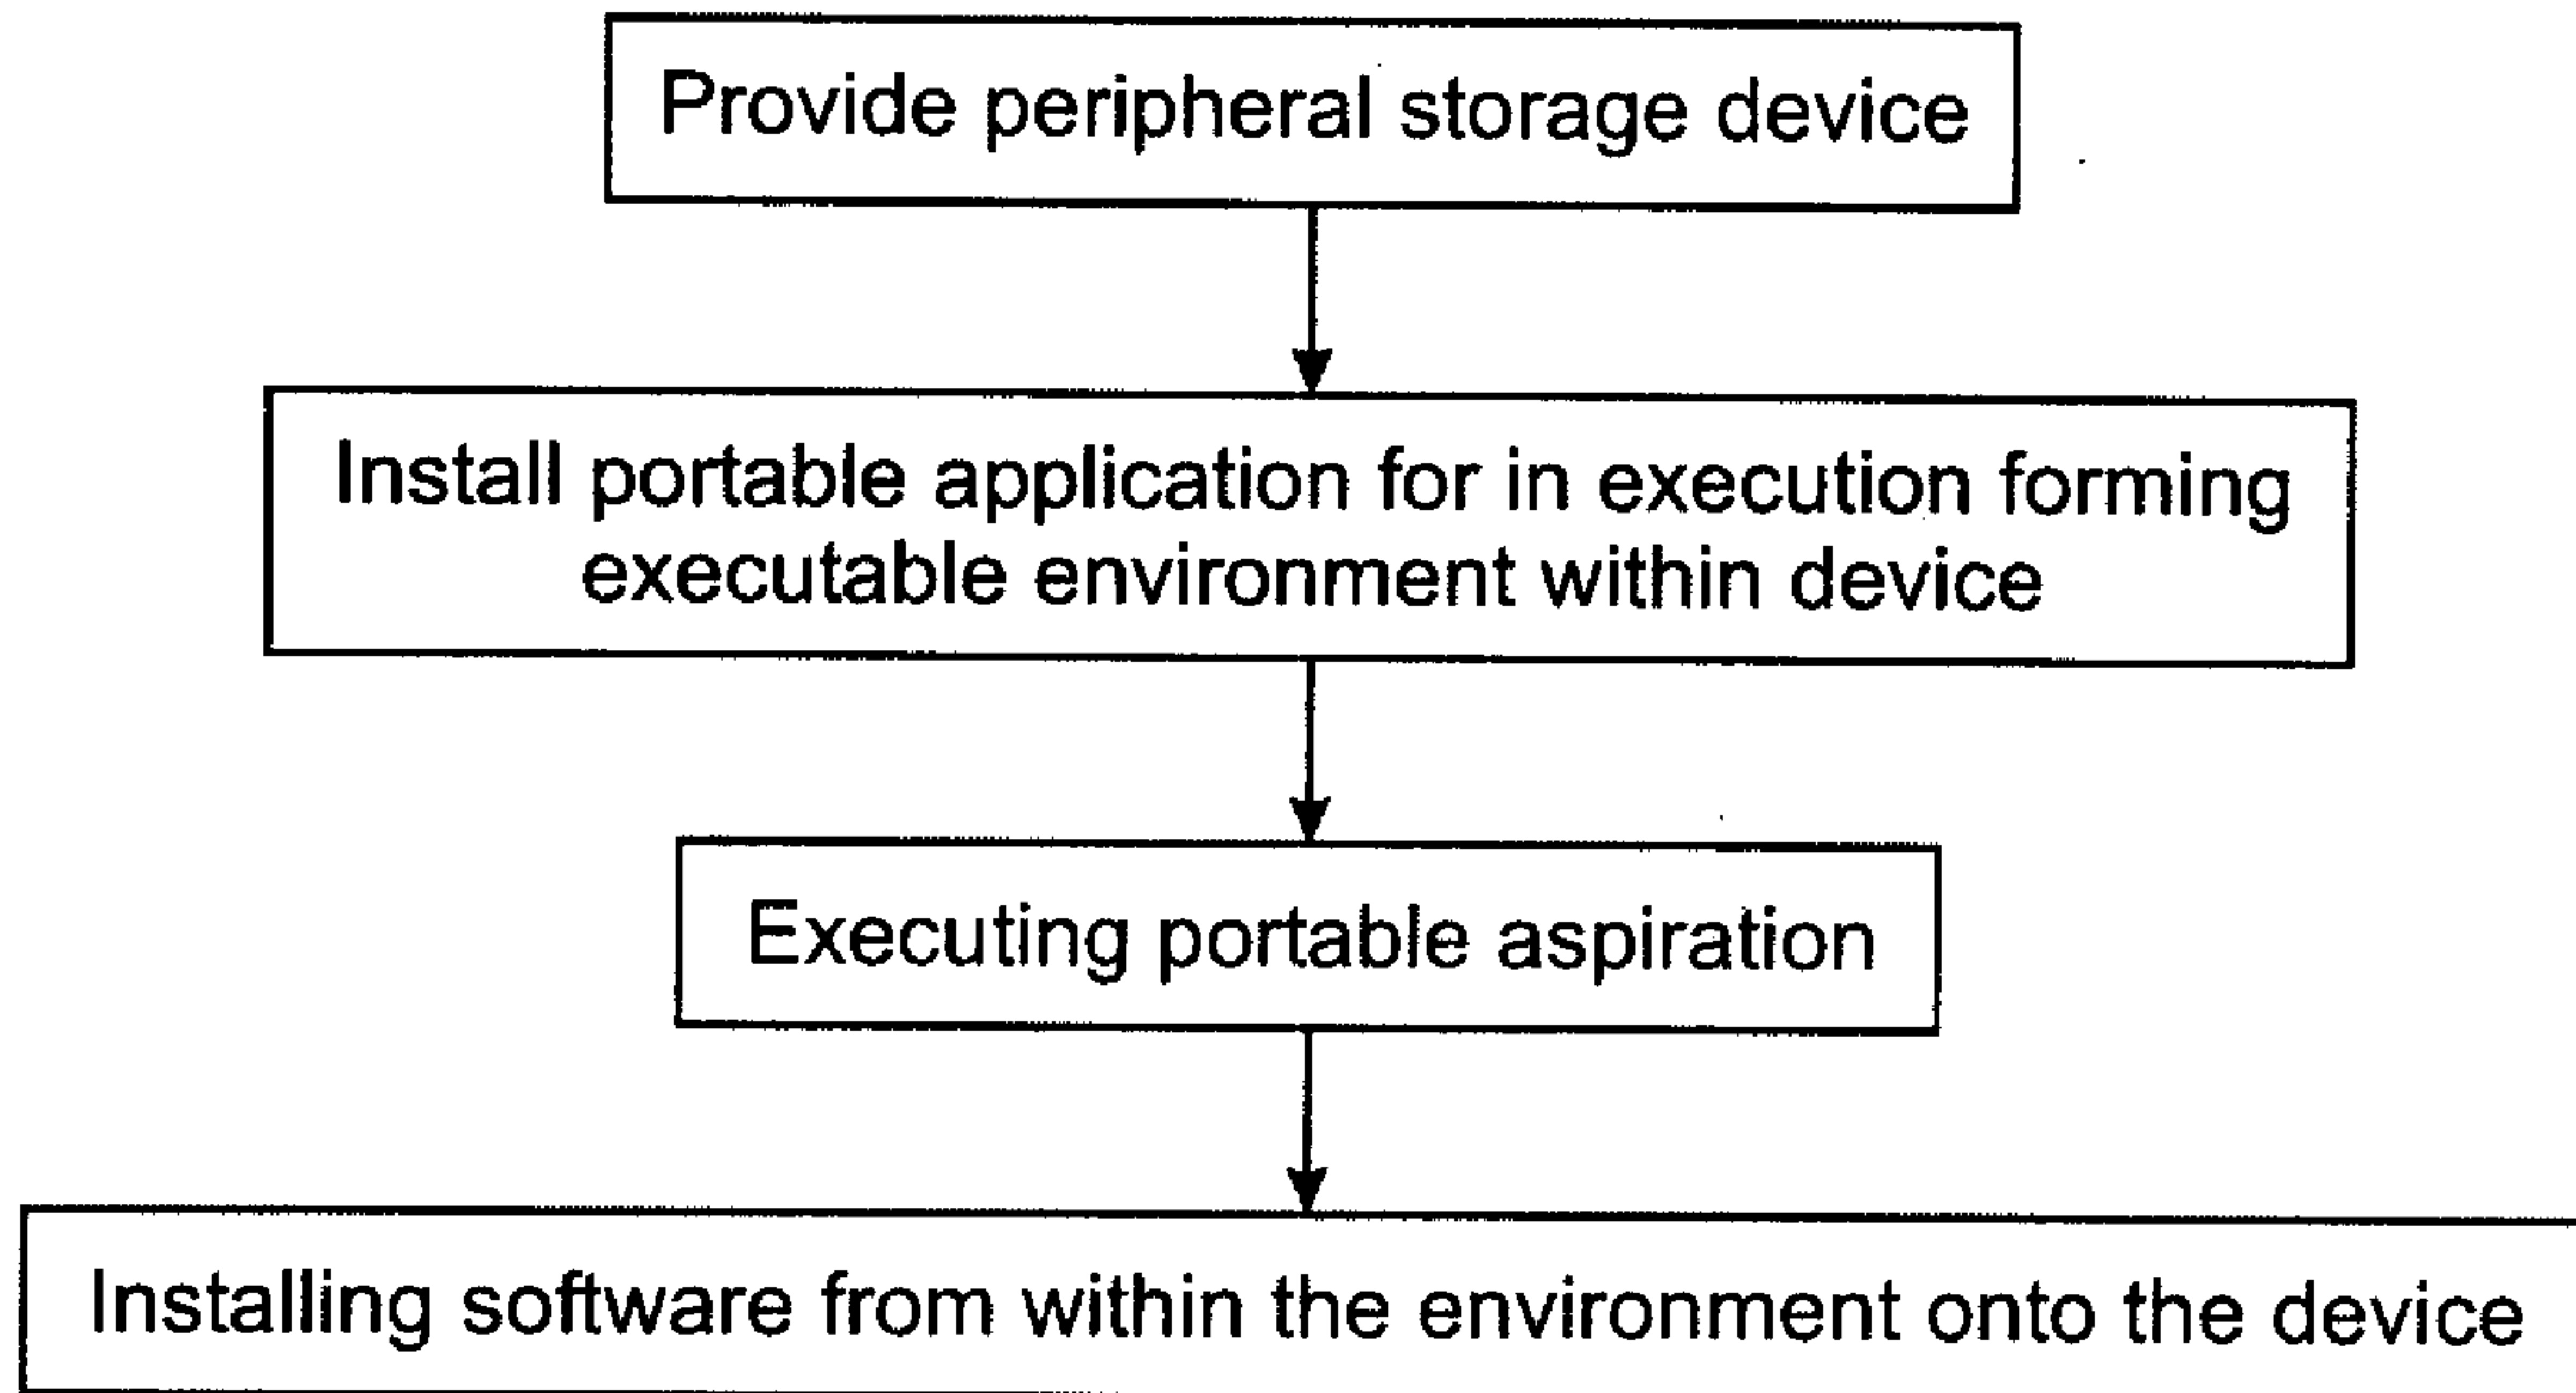 Provide peripheral storage device
Install portable application for in execution forming
executable environment within device
Executing portable aspiration
Installing software from within the environment onto the device